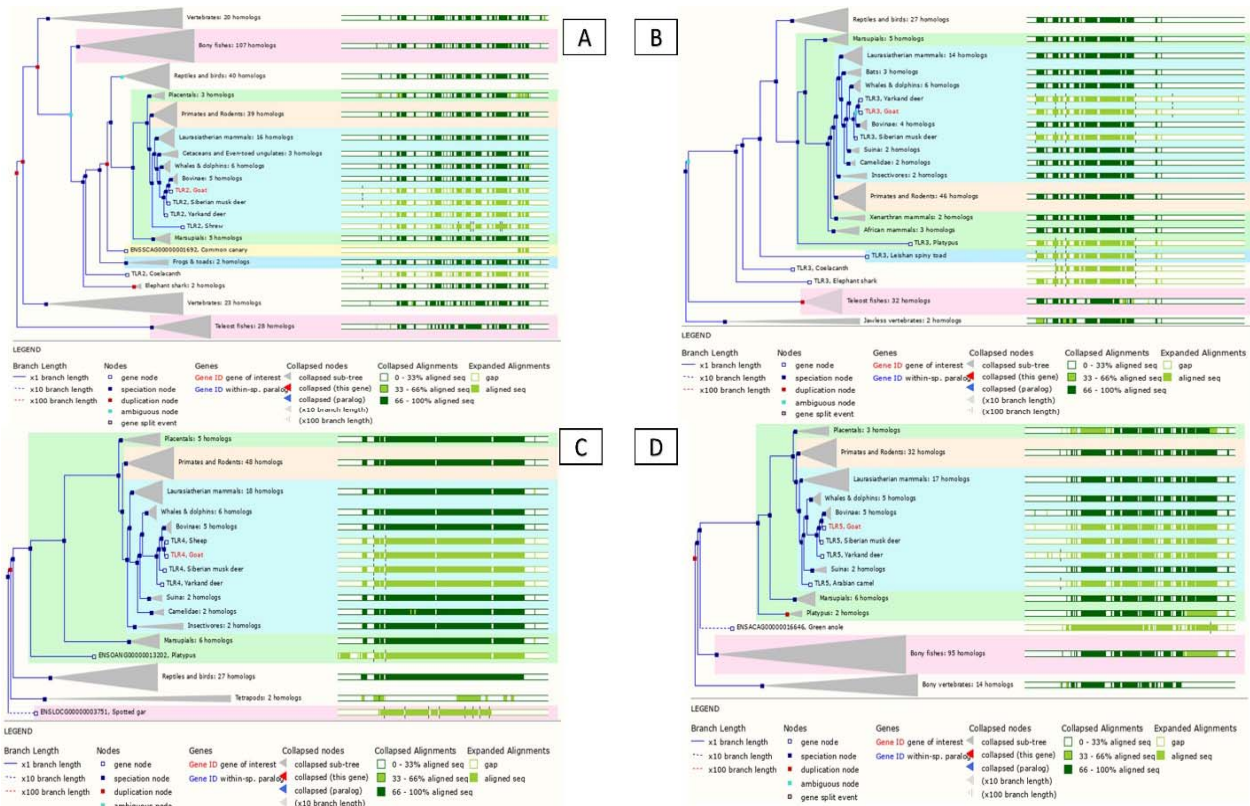 A
Vertebrates: 20 homologs
Bony fishes: 107 homologs
Reptiles and birds: 40 homologs
Placentals: 3 homologs
Primates and Rodents: 39 homologs
Laurasiatherian mammals: 16 homologs
Cetaceans and Even-toed ungulates: 3 homologs
Whales & dolphins: 6 homologs
Bovinae: 5 homologs
TLR2, Goat
TLR2, Siberian musk deer
TLR2, Yarkand deer
TLR2, Shrew
Marsupials: 5 homologs
ENSSCAG00000001692, Common canary
Frogs & toads: 2 homologs
TLR2, Coelacanth
Elephant shark: 2 homologs
Vertebrates: 23 homologs
Teleost fishes: 28 homologs
LEGEND
Branch Length
x1 branch length
x10 branch length
x100 branch length
Nodes
gene node
speciation node
duplication node
ambiguous node
gene split event
Genes
Gene ID gene of interest
Gene ID within-sp. paralog
Collapsed nodes
collapsed sub-tree
collapsed (this gene)
collapsed (paralog)
(x10 branch length)
(x100 branch length)
Collapsed Alignments
0 - 33% aligned seq
33 - 66% aligned seq
66 - 100% aligned seq
Expanded Alignments
gap
aligned seq
B
Reptiles and birds: 27 homologs
Marsupials: 5 homologs
Laurasiatherian mammals: 14 homologs
Bats: 3 homologs
Whales & dolphins: 6 homologs
TLR3, Yarkand deer
TLR3, Goat
Bovinae: 4 homologs
TLR3, Siberian musk deer
Suina: 2 homologs
Camelidae: 2 homologs
Insectivores: 2 homologs
Primates and Rodents: 46 homologs
Xenarthran mammals: 2 homologs
African mammals: 3 homologs
TLR3, Platypus
TLR3, Leishan spiny toad
TLR3, Coelacanth
TLR3, Elephant shark
Teleost fishes: 32 homologs
Jawless vertebrates: 2 homologs
LEGEND
Branch Length
x1 branch length
x10 branch length
x100 branch length
Nodes
gene node
speciation node
duplication node
ambiguous node
gene split event
Genes
Gene ID gene of interest
Gene ID within-sp. paralog
Collapsed nodes
collapsed sub-tree
collapsed (this gene)
collapsed (paralog)
(x10 branch length)
(x100 branch length)
Collapsed Alignments
0 - 33% aligned seq
33 - 66% aligned seq
66 - 100% aligned seq
Expanded Alignments
gap
aligned seq
C
Placentals: 5 homologs
Primates and Rodents: 48 homologs
Laurasiatherian mammals: 18 homologs
Whales & dolphins: 6 homologs
Bovinae: 5 homologs
TLR4, Sheep
TLR4, Goat
TLR4, Siberian musk deer
TLR4, Yarkand deer
Suina: 2 homologs
Camelidae: 2 homologs
Insectivores: 2 homologs
Marsupials: 6 homologs
ENSOANG00000013202, Platypus
Reptiles and birds: 27 homologs
Tetrapods: 2 homologs
ENSLOCG00000003751, Spotted gar
LEGEND
Branch Length
x1 branch length
x10 branch length
x100 branch length
Nodes
gene node
speciation node
duplication node
ambiguous node
Genes
Gene ID gene of interest
Gene ID within-sp. paralog
Collapsed nodes
collapsed sub-tree
collapsed (this gene)
collapsed (paralog)
(x10 branch length)
Collapsed Alignments
0 - 33% aligned seq
33 - 66% aligned seq
66 - 100% aligned seq
Expanded Alignments
gap
aligned seq
D
Placentals: 3 homologs
Primates and Rodents: 32 homologs
Laurasiatherian mammals: 17 homologs
Whales & dolphins: 5 homologs
Bovinae: 5 homologs
TLR5, Goat
TLR5, Siberian musk deer
TLR5, Yarkand deer
Suina: 2 homologs
TLR5, Arabian camel
Marsupials: 6 homologs
Platypus: 2 homologs
ENSACAG00000016646, Green anole
Bony fishes: 95 homologs
Bony vertebrates: 14 homologs
LEGEND
Branch Length
x1 branch length
x10 branch length
x100 branch length
Nodes
gene node
speciation node
duplication node
ambiguous node
gene split event
Genes
Gene ID gene of interest
Gene ID within-sp. paralog
Collapsed nodes
collapsed sub-tree
collapsed (this gene)
collapsed (paralog)
(x10 branch length)
(x100 branch length)
Collapsed Alignments
0 - 33% aligned seq
33 - 66% aligned seq
66 - 100% aligned seq
Expanded Alignments
gap
aligned seq